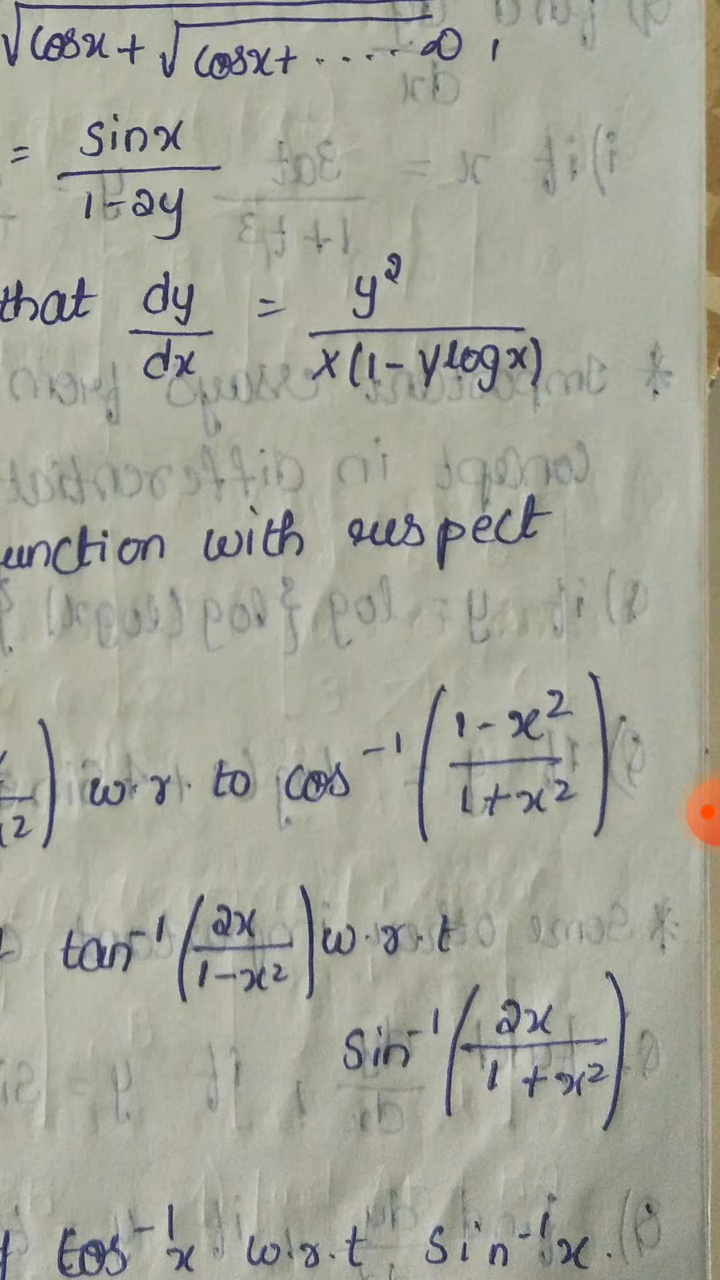 √cosx + √cosx + ..... ∞ ,
= sinx / 1-2y
that dy/dx = y² / x(1-ylogx)
unction with respect
²) w.r. to cos⁻¹ (1-x² / 1+x²)
tan⁻¹ (2x / 1-x²) w.r.t
sin⁻¹ (2x / 1+x²)
cos⁻¹x w.r.t sin⁻¹x.